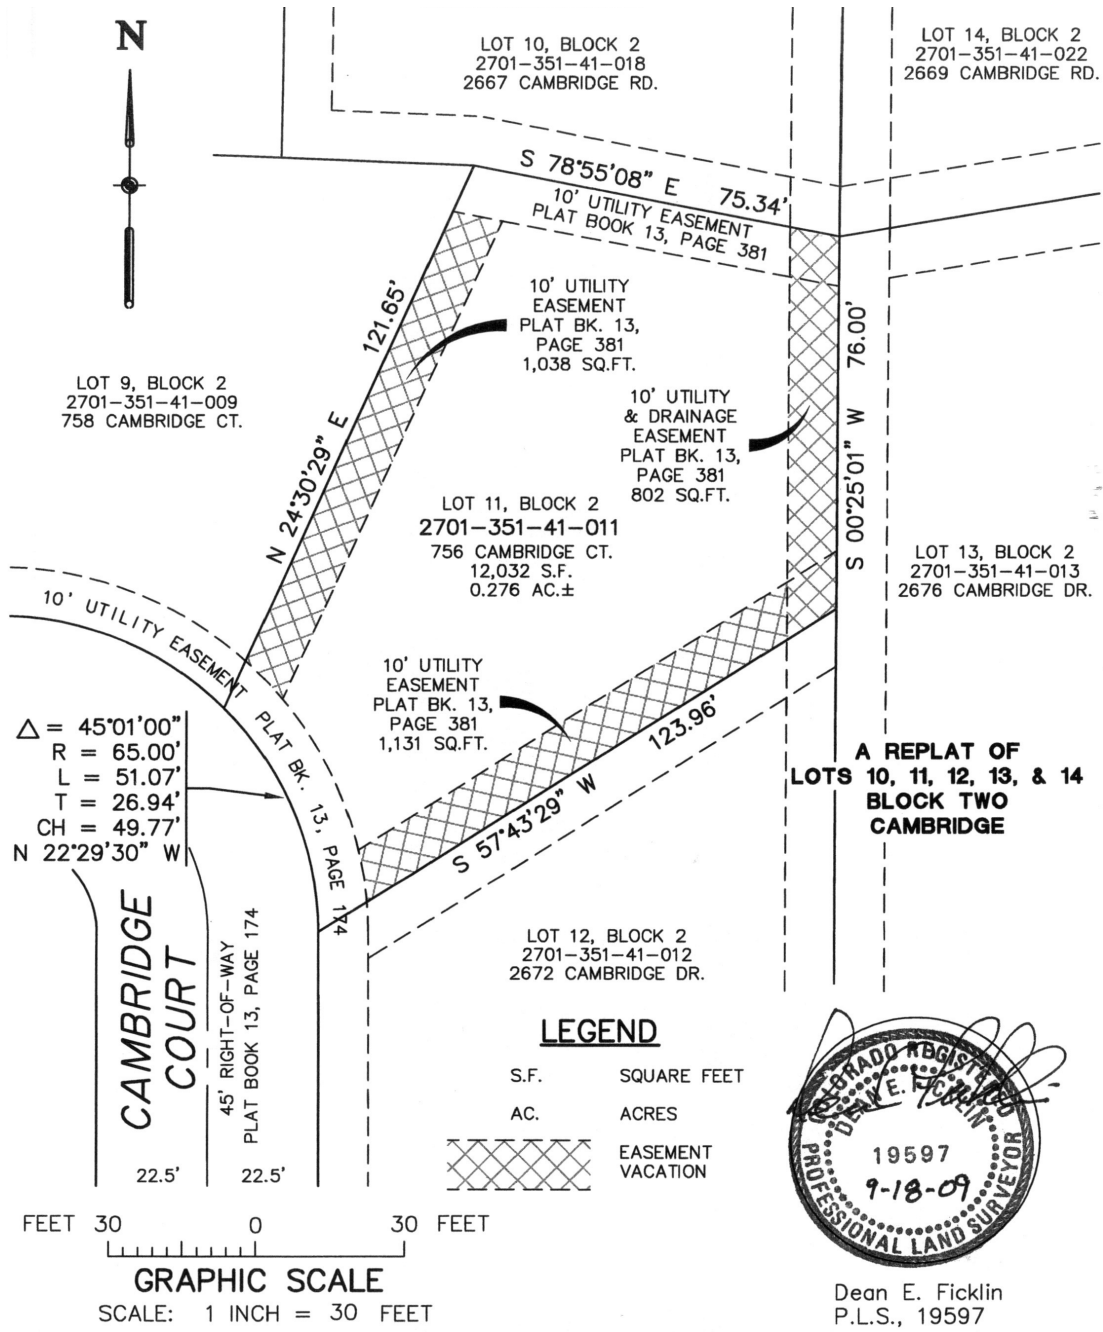 N
LOT 10, BLOCK 2
2701-351-41-018
2667 CAMBRIDGE RD.
LOT 14, BLOCK 2
2701-351-41-022
2669 CAMBRIDGE RD.
S 78°55'08" E 75.34'
10' UTILITY EASEMENT
PLAT BOOK 13, PAGE 381
121.65'
N 24°30'29" E
10' UTILITY
EASEMENT
PLAT BK. 13,
PAGE 381
1,038 SQ.FT.
76.00'
S 00°25'01" W
LOT 9, BLOCK 2
2701-351-41-009
758 CAMBRIDGE CT.
10' UTILITY
& DRAINAGE
EASEMENT
PLAT BK. 13,
PAGE 381
802 SQ.FT.
LOT 11, BLOCK 2
2701-351-41-011
756 CAMBRIDGE CT.
12,032 S.F.
0.276 AC.±
LOT 13, BLOCK 2
2701-351-41-013
2676 CAMBRIDGE DR.
10' UTILITY EASEMENT PLAT BK. 13, PAGE 174
10' UTILITY
EASEMENT
PLAT BK. 13,
PAGE 381
1,131 SQ.FT.
123.96'
S 57°43'29" W
△ = 45°01'00"
R = 65.00'
L = 51.07'
T = 26.94'
CH = 49.77'
N 22°29'30" W
A REPLAT OF
LOTS 10, 11, 12, 13, & 14
BLOCK TWO
CAMBRIDGE
CAMBRIDGE
COURT
45' RIGHT-OF-WAY
PLAT BOOK 13, PAGE 174
22.5'
22.5'
LOT 12, BLOCK 2
2701-351-41-012
2672 CAMBRIDGE DR.
LEGEND
S.F. SQUARE FEET
AC. ACRES
EASEMENT
VACATION
COLORADO REGISTERED
DEAN E. FICKLIN
19597
9-18-09
PROFESSIONAL LAND SURVEYOR
FEET 30 0 30 FEET
GRAPHIC SCALE
SCALE: 1 INCH = 30 FEET
Dean E. Ficklin
P.L.S., 19597